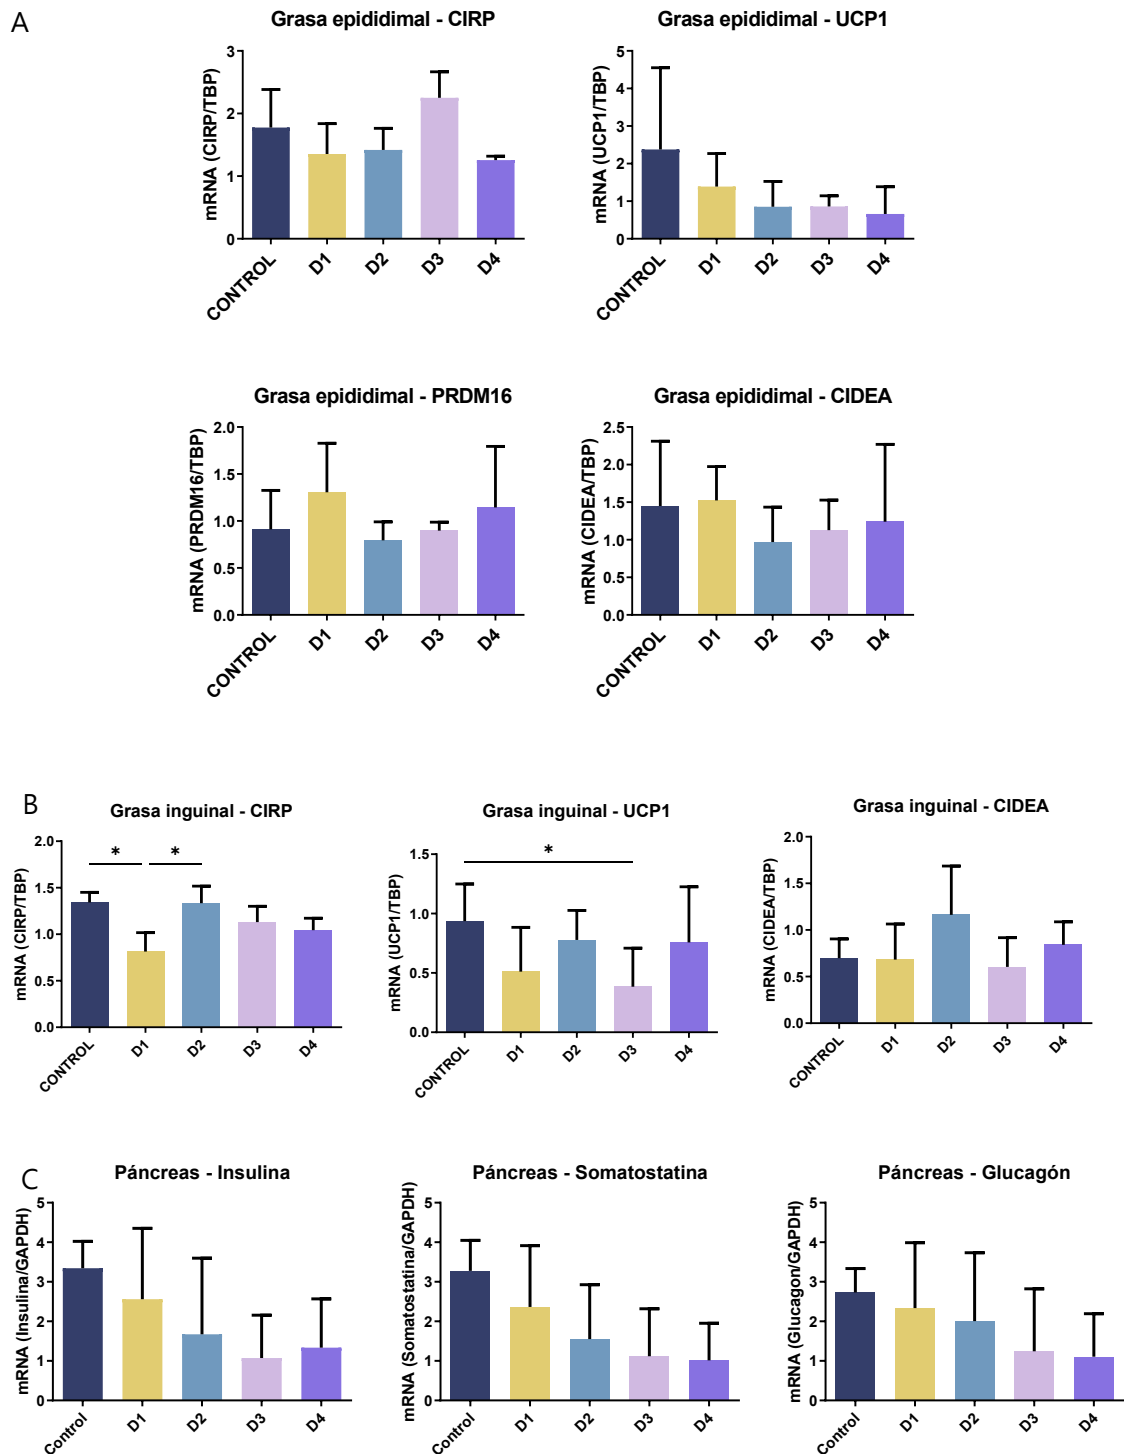 A
Grasa epididimal - CIRP
mRNA (CIRP/TBP)
3
2
1
0
CONTROL
D1
D2
D3
D4
Grasa epididimal - UCP1
mRNA (UCP1/TBP)
5
4
3
2
1
0
CONTROL
D1
D2
D3
D4
Grasa epididimal - PRDM16
mRNA (PRDM16/TBP)
2.0
1.5
1.0
0.5
0.0
CONTROL
D1
D2
D3
D4
Grasa epididimal - CIDEA
mRNA (CIDEA/TBP)
2.5
2.0
1.5
1.0
0.5
0.0
CONTROL
D1
D2
D3
D4
B
Grasa inguinal - CIRP
mRNA (CIRP/TBP)
2.0
1.5
1.0
0.5
0.0
*
*
CONTROL
D1
D2
D3
D4
Grasa inguinal - UCP1
mRNA (UCP1/TBP)
1.5
1.0
0.5
0.0
*
CONTROL
D1
D2
D3
D4
Grasa inguinal - CIDEA
mRNA (CIDEA/TBP)
2.0
1.5
1.0
0.5
0.0
CONTROL
D1
D2
D3
D4
C
Páncreas - Insulina
mRNA (Insulina/GAPDH)
5
4
3
2
1
0
Control
D1
D2
D3
D4
Páncreas - Somatostatina
mRNA (Somatostatina/GAPDH)
5
4
3
2
1
0
Control
D1
D2
D3
D4
Páncreas - Glucagón
mRNA (Glucagon/GAPDH)
5
4
3
2
1
0
Control
D1
D2
D3
D4